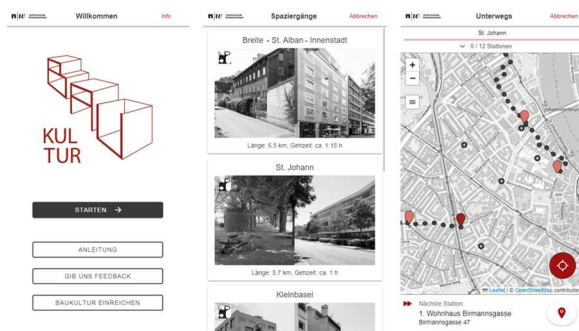 n|w
Willkommen
Info
KUL
TUR
STARTEN →
ANLEITUNG
GIB UNS FEEDBACK
BAUKULTUR EINREICHEN
n|w
Spaziergänge
Abbrechen
Breite - St. Alban - Innenstadt
Länge: 6.5 km, Gehzeit: ca. 1:15 h
St. Johann
Länge: 5.7 km, Gehzeit: ca. 1 h
Kleinbasel
n|w
Unterwegs
Abbrechen
St. Johann
0 / 12 Stationen
+
−
Leaflet | © OpenStreetMap contributor
Nächste Station
1. Wohnhaus Birmannsgasse
Birmannsgasse 47